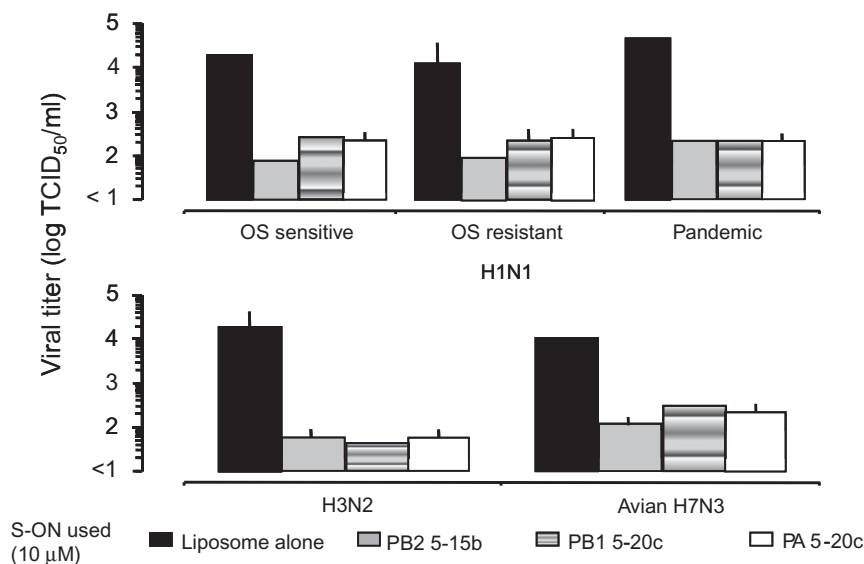 Viral titer (log TCID50/ml)
5
4
3
2
< 1
OS sensitive OS resistant Pandemic
H1N1
5
4
2
<1
H3N2 Avian H7N3
S-ON used
(10 μM)
Liposome alone PB2 5-15b PB1 5-20c PA 5-20c